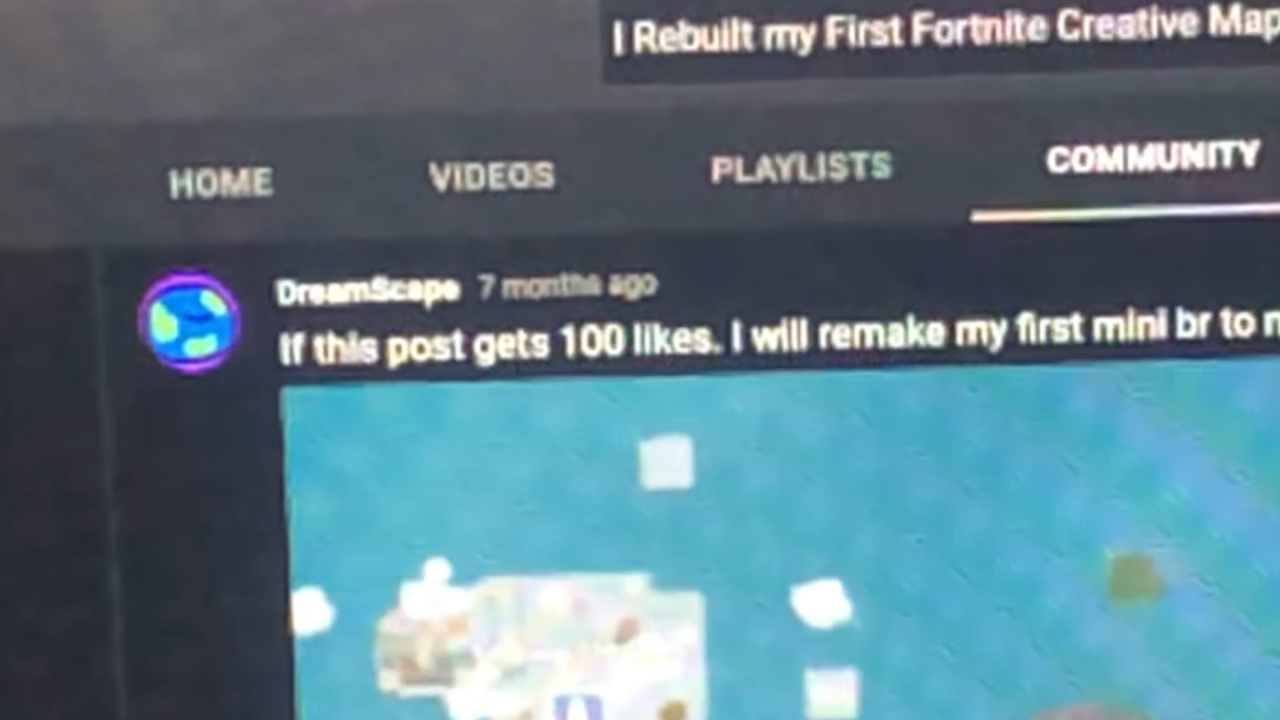 I Rebuilt my First Fortnite Creative Map
HOME VIDEOS PLAYLISTS COMMUNITY
DreamScape 7 months ago
If this post gets 100 likes. I will remake my first mini br to